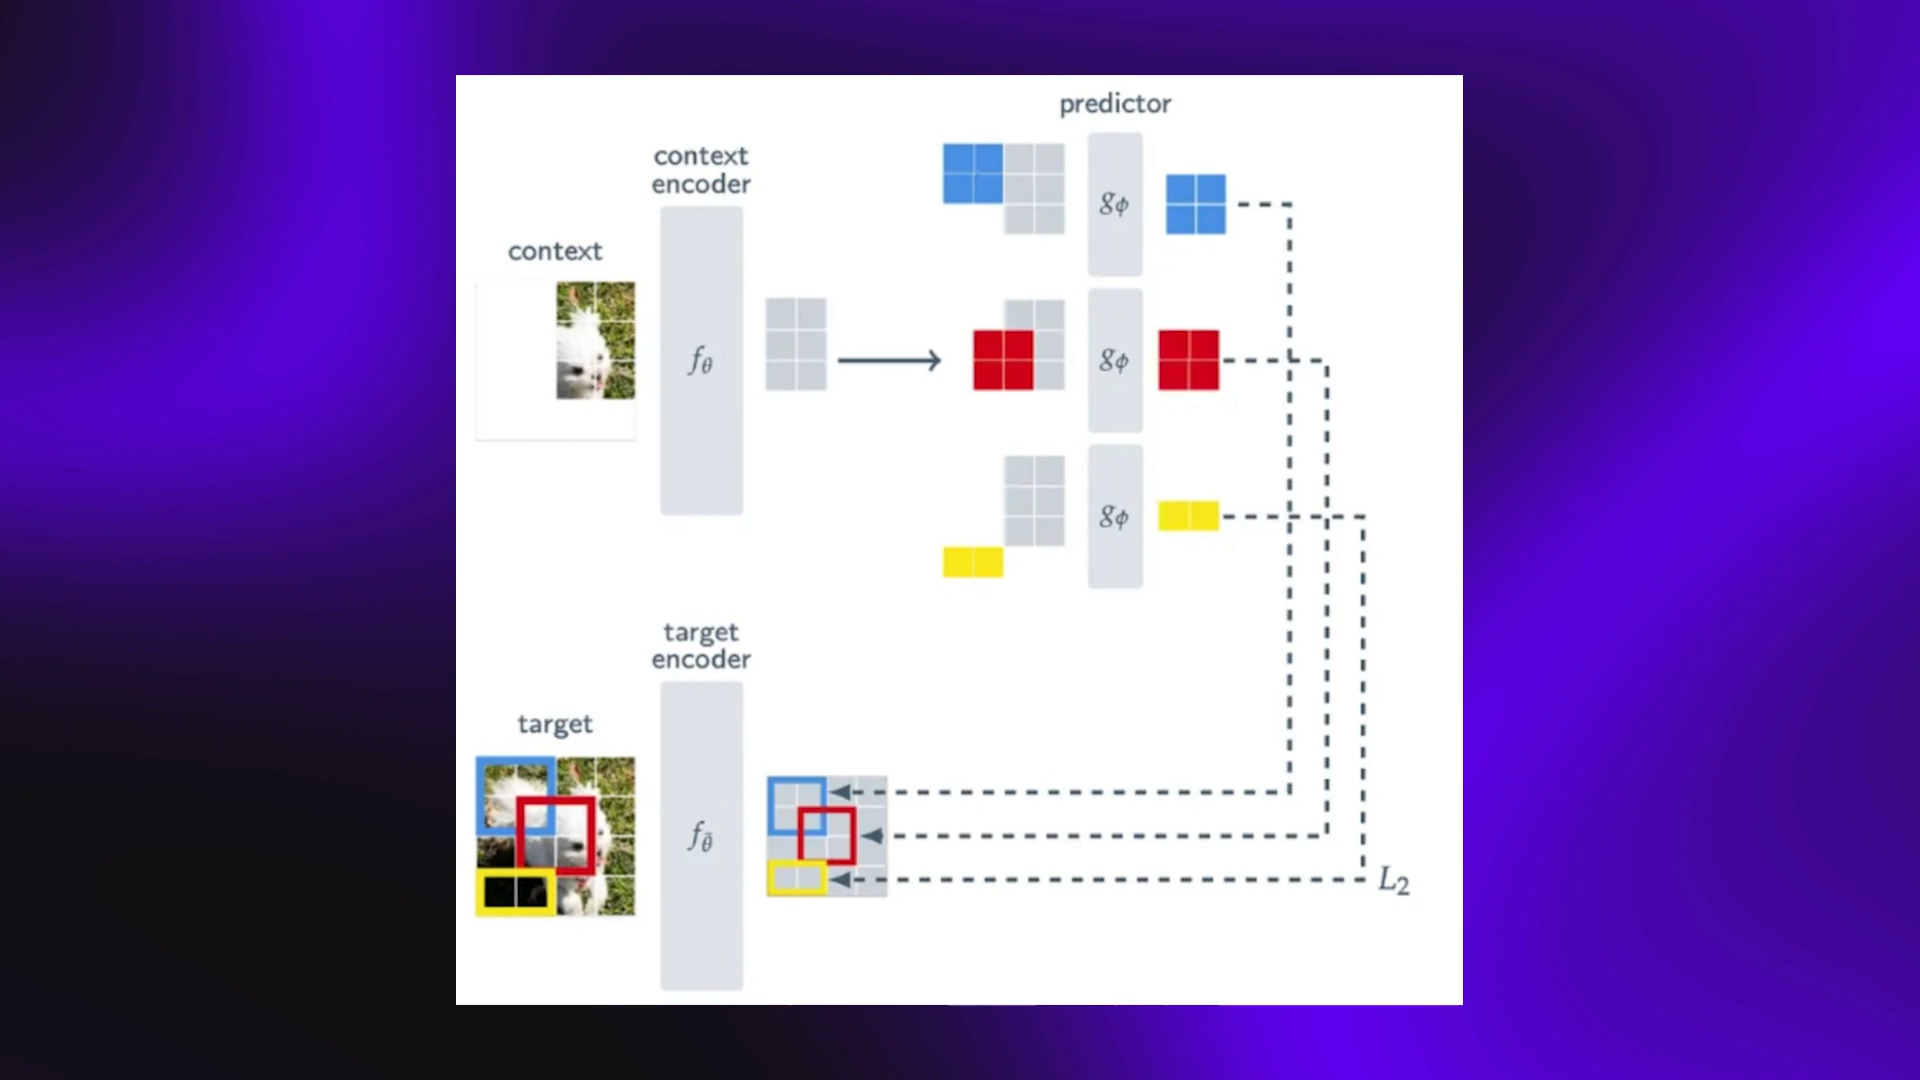 predictor
context
encoder
context
g𝜙
f𝜃
g𝜙
g𝜙
target
encoder
target
f𝜃̄
L₂